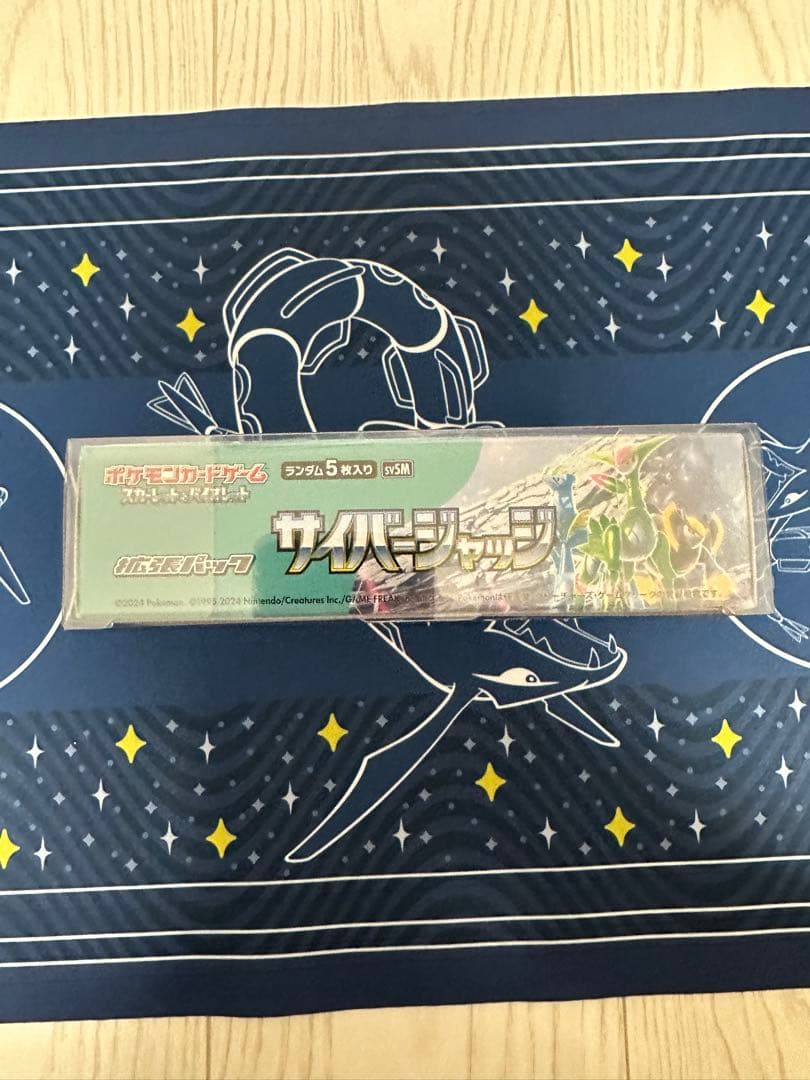 ポケモンカードゲーム
スカーレット&バイオレット
ランダム5枚入り
SV5M
拡張パック
サイバージャッジ
©2024 Pokémon. ©1995-2024 Nintendo/Creatures Inc./GAME FREAK inc.